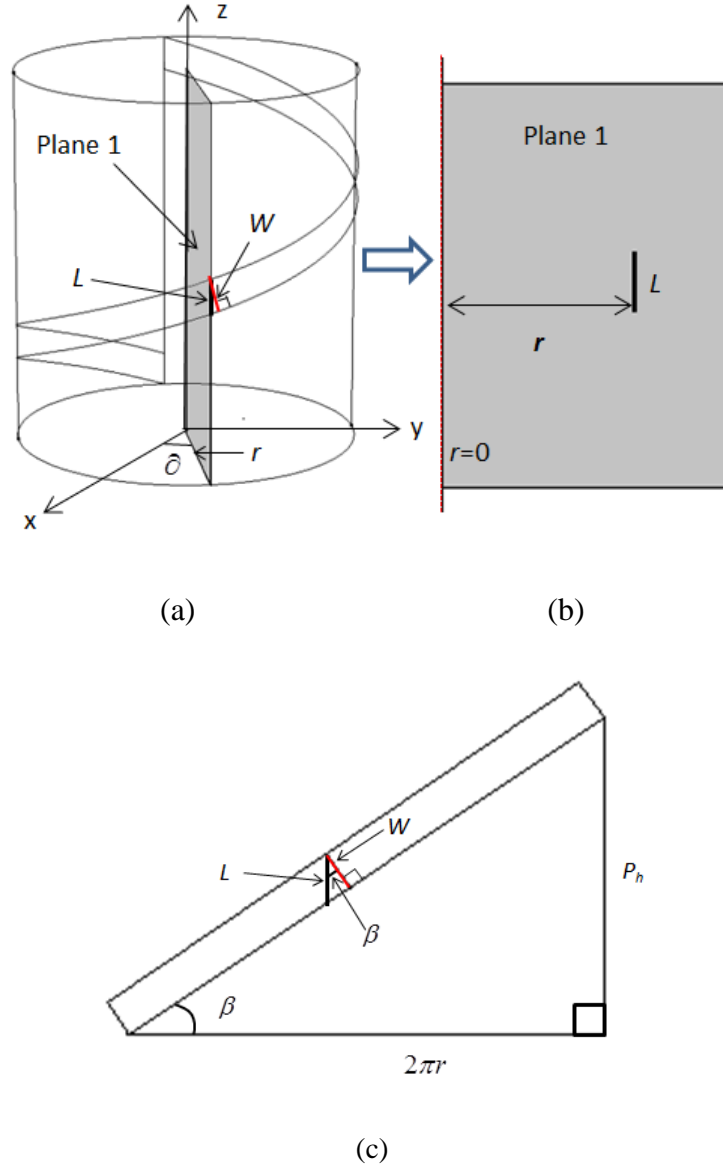 z
Plane 1
W
L
y
r
∂
x
(a)
Plane 1
L
r
r=0
(b)
W
L
β
P_h
β
2πr
(c)